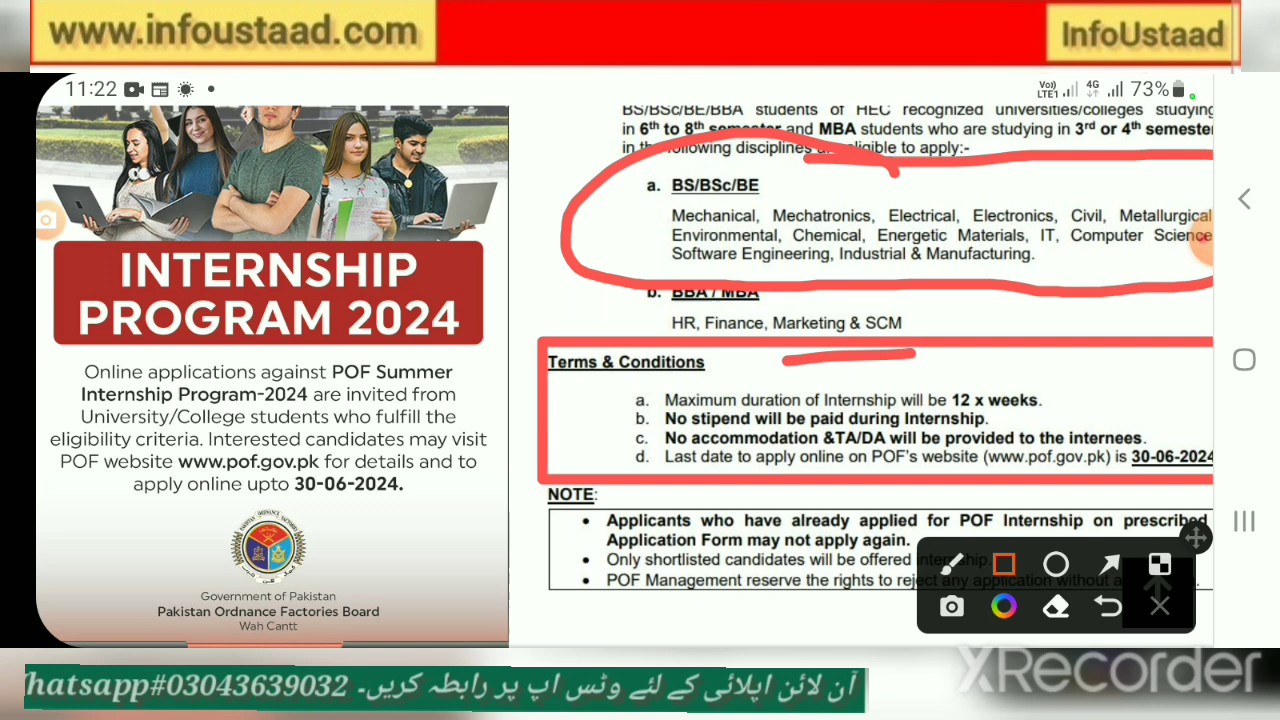 www.infoustaad.com
InfoUstaad
11:22
Vo)) LTE1 4G 73%
INTERNSHIP
PROGRAM 2024
Online applications against POF Summer
Internship Program-2024 are invited from
University/College students who fulfill the
eligibility criteria. Interested candidates may visit
POF website www.pof.gov.pk for details and to
apply online upto 30-06-2024.
Government of Pakistan
Pakistan Ordnance Factories Board
Wah Cantt
BS/BSc/BE/BBA students of HEC recognized universities/colleges studying
in 6th to 8th semester and MBA students who are studying in 3rd or 4th semester
in the following disciplines are eligible to apply:-
a. BS/BSc/BE
Mechanical, Mechatronics, Electrical, Electronics, Civil, Metallurgical
Environmental, Chemical, Energetic Materials, IT, Computer Science
Software Engineering, Industrial & Manufacturing.
b. BBA / MBA
HR, Finance, Marketing & SCM
Terms & Conditions
a. Maximum duration of Internship will be 12 x weeks.
b. No stipend will be paid during Internship.
c. No accommodation &TA/DA will be provided to the internees.
d. Last date to apply online on POF's website (www.pof.gov.pk) is 30-06-2024
NOTE:
• Applicants who have already applied for POF Internship on prescribed
Application Form may not apply again.
• Only shortlisted candidates will be offered internship.
• POF Management reserve the rights to reject any application without
hatsapp#03043639032 آن لائن اپلائی کے لئے وٹس اپ پر رابطہ کریں۔
XRecorder